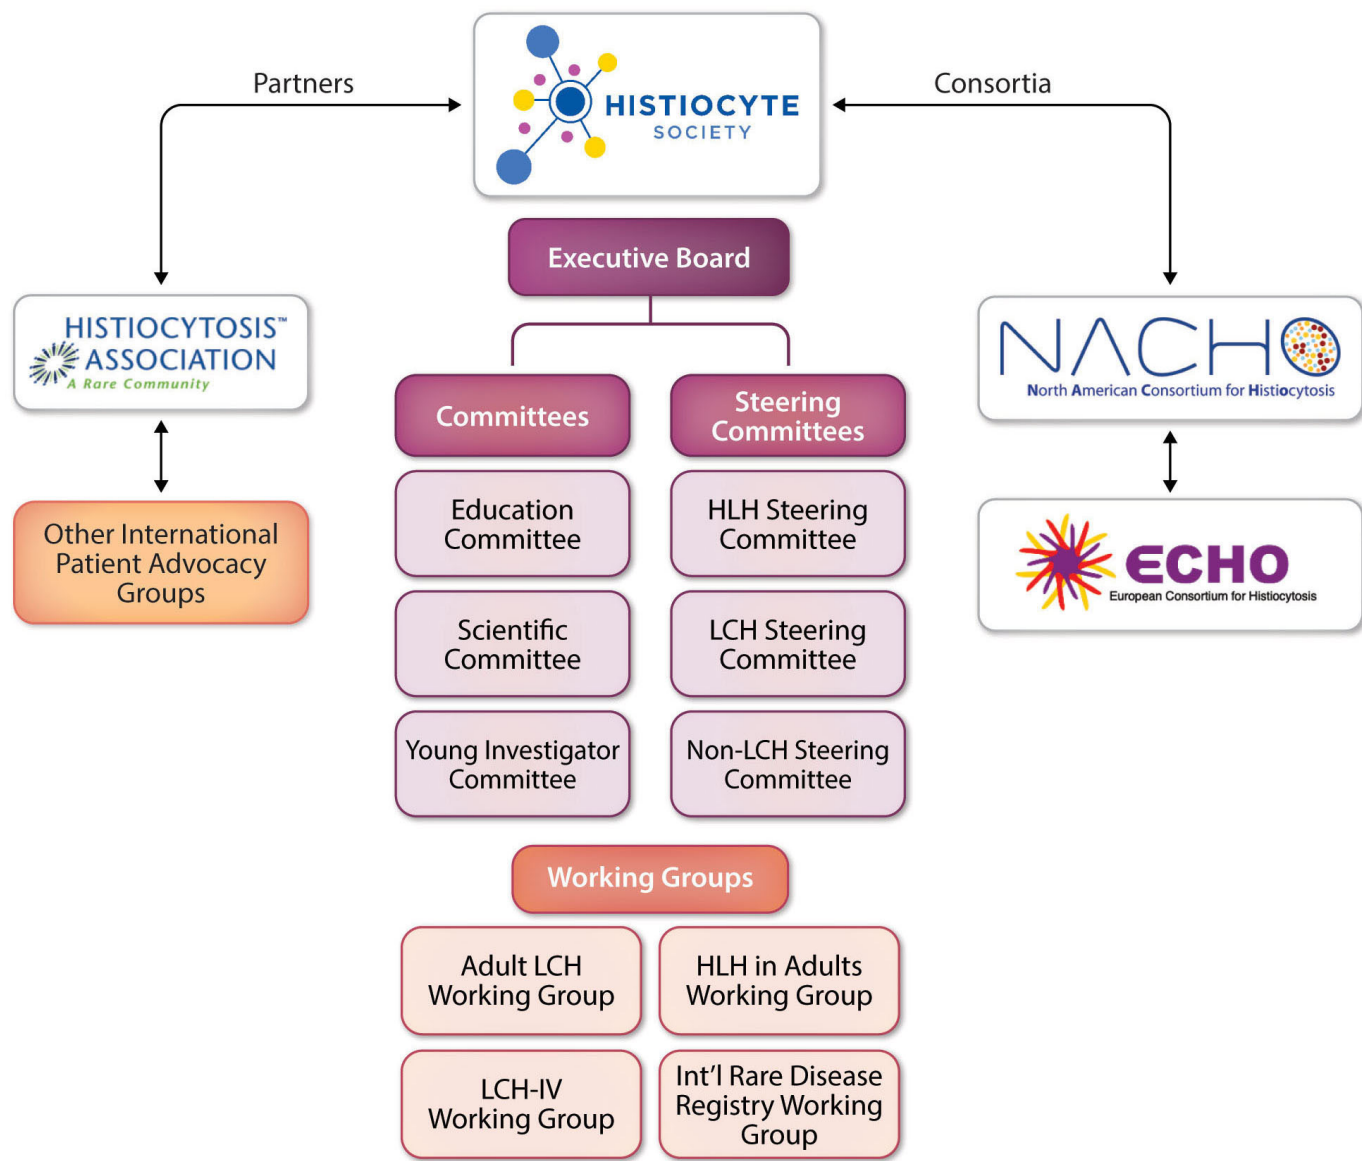 Partners
Consortia
HISTIOCYTE
SOCIETY
Executive Board
HISTIOCYTOSIS™
ASSOCIATION
A Rare Community
NACHO
North American Consortium for Histiocytosis
Committees
Steering
Committees
Education
Committee
HLH Steering
Committee
Other International
Patient Advocacy
Groups
ECHO
European Consortium for Histiocytosis
Scientific
Committee
LCH Steering
Committee
Young Investigator
Committee
Non-LCH Steering
Committee
Working Groups
Adult LCH
Working Group
HLH in Adults
Working Group
LCH-IV
Working Group
Int’l Rare Disease
Registry Working
Group